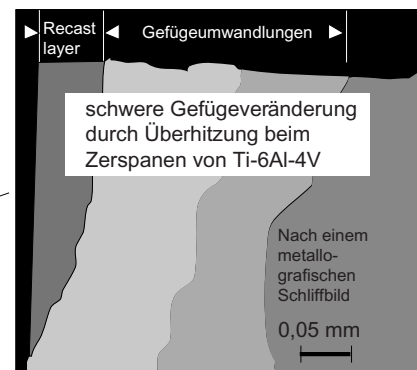 Recast
layer
Gefügeumwandlungen
schwere Gefügeveränderung
durch Überhitzung beim
Zerspanen von Ti-6Al-4V
Nach einem
metallo-
grafischen
Schliffbild
0,05 mm